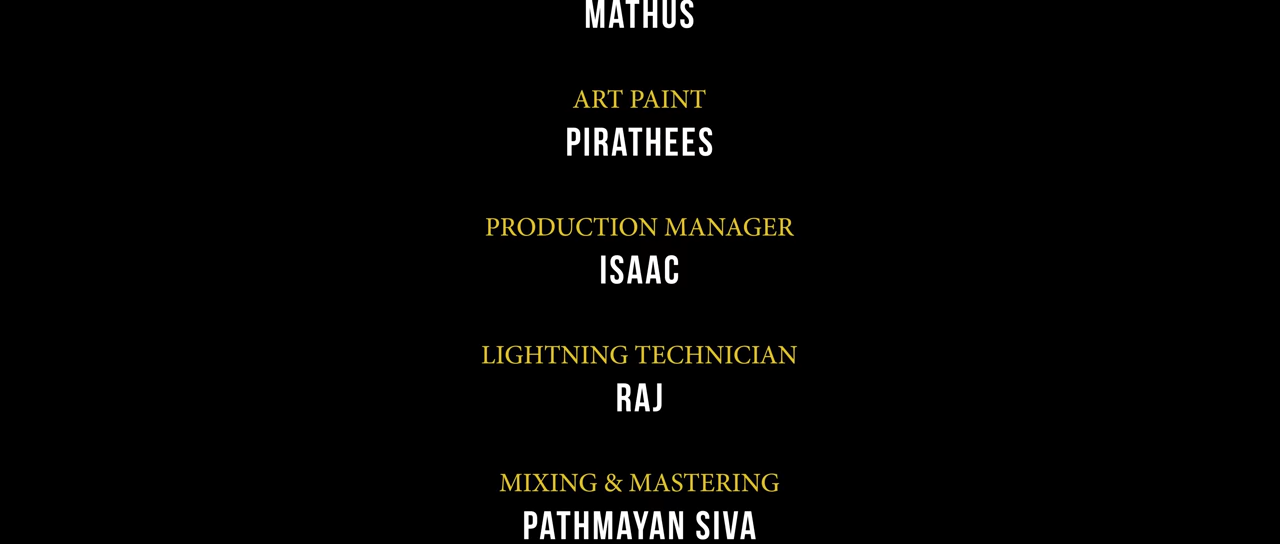 MATHUS
ART PAINT
PIRATHEES
PRODUCTION MANAGER
ISAAC
LIGHTNING TECHNICIAN
RAJ
MIXING & MASTERING
PATHMAYAN SIVA